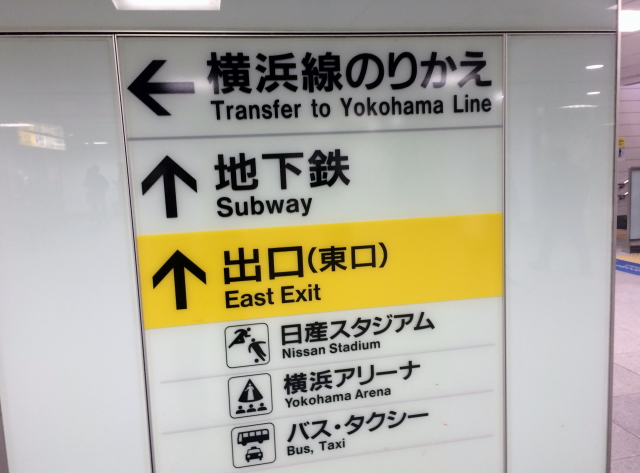 横浜線のりかえ
Transfer to Yokohama Line
地下鉄
Subway
出口(東口)
East Exit
日産スタジアム
Nissan Stadium
横浜アリーナ
Yokohama Arena
バス・タクシー
Bus, Taxi